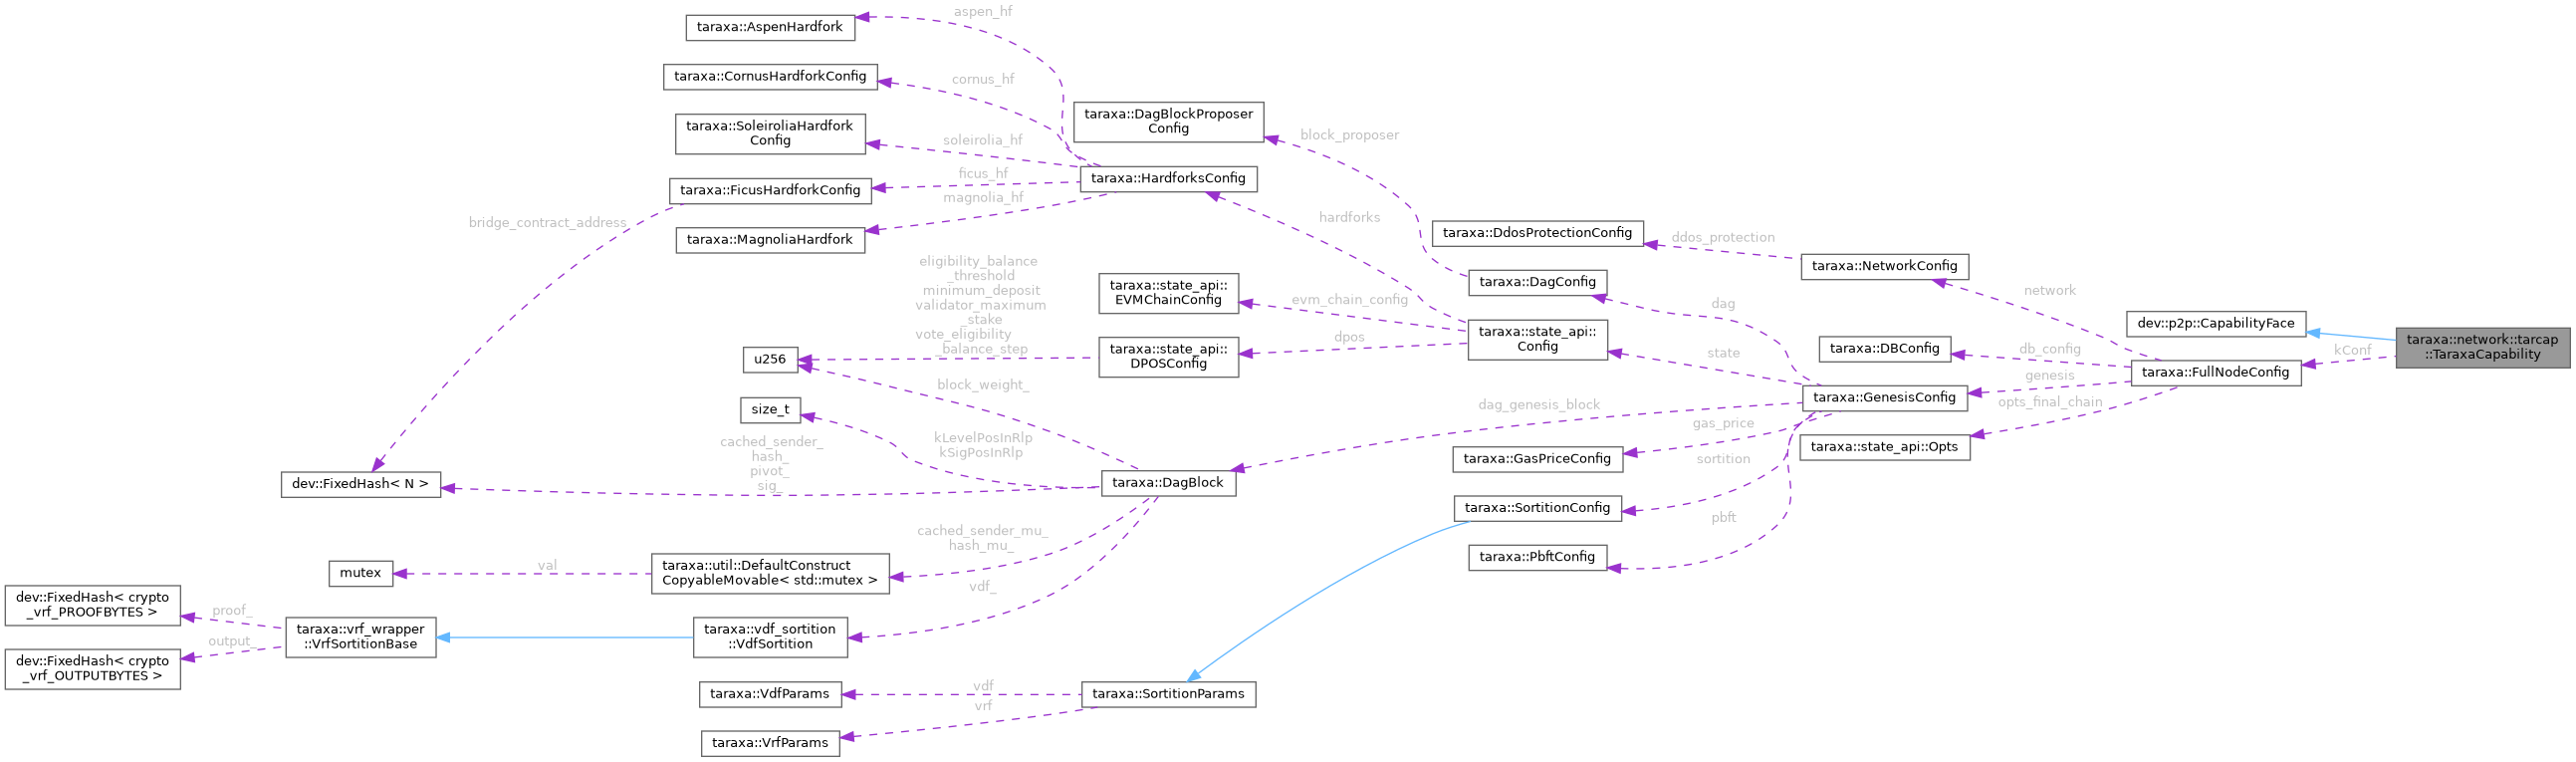 taraxa::AspenHardfork
aspen_hf
taraxa::CornusHardforkConfig
cornus_hf
taraxa::SoleiroliaHardfork
Config
soleirolia_hf
taraxa::FicusHardforkConfig
ficus_hf
taraxa::MagnoliaHardfork
magnolia_hf
taraxa::HardforksConfig
taraxa::DagBlockProposer
Config
block_proposer
hardforks
bridge_contract_address
taraxa::DdosProtectionConfig
ddos_protection
taraxa::NetworkConfig
network
taraxa::DagConfig
dag
taraxa::state_api::
EVMChainConfig
evm_chain_config
taraxa::state_api::
Config
state
taraxa::state_api::
DPOSConfig
dpos
eligibility_balance
_threshold
minimum_deposit
validator_maximum
_stake
vote_eligibility
_balance_step
u256
block_weight_
size_t
kLevelPosInRlp
kSigPosInRlp
cached_sender_
hash_
pivot_
sig_
dev::FixedHash< N >
taraxa::DagBlock
dag_genesis_block
dev::p2p::CapabilityFace
taraxa::network::tarcap
::TaraxaCapability
kConf
taraxa::DBConfig
db_config
taraxa::FullNodeConfig
genesis
taraxa::GenesisConfig
opts_final_chain
taraxa::state_api::Opts
gas_price
taraxa::GasPriceConfig
sortition
taraxa::SortitionConfig
pbft
taraxa::PbftConfig
cached_sender_mu_
hash_mu_
taraxa::util::DefaultConstruct
CopyableMovable< std::mutex >
val
mutex
vdf_
taraxa::vdf_sortition
::VdfSortition
taraxa::vrf_wrapper
::VrfSortitionBase
proof_
dev::FixedHash< crypto
_vrf_PROOFBYTES >
output_
dev::FixedHash< crypto
_vrf_OUTPUTBYTES >
taraxa::SortitionParams
vdf
taraxa::VdfParams
vrf
taraxa::VrfParams